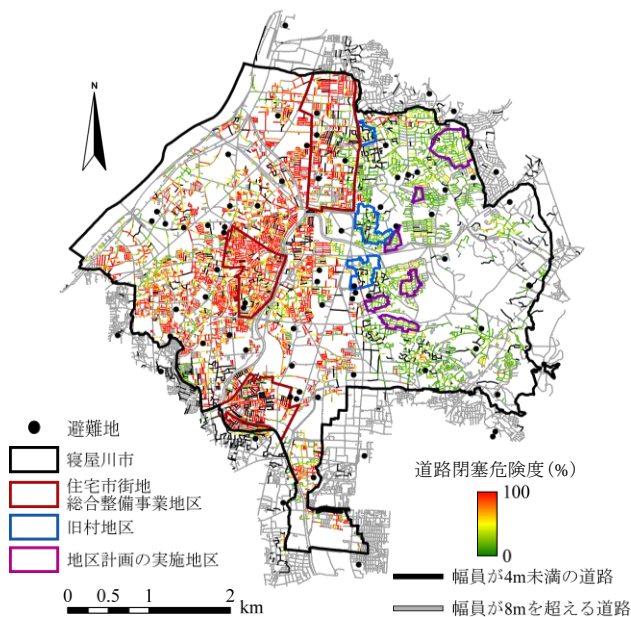 N
避難地
寝屋川市
住宅市街地
総合整備事業地区
旧村地区
地区計画の実施地区
0 0.5 1 2
km
道路閉塞危険度(%)
100
0
幅員が4m未満の道路
幅員が8mを超える道路